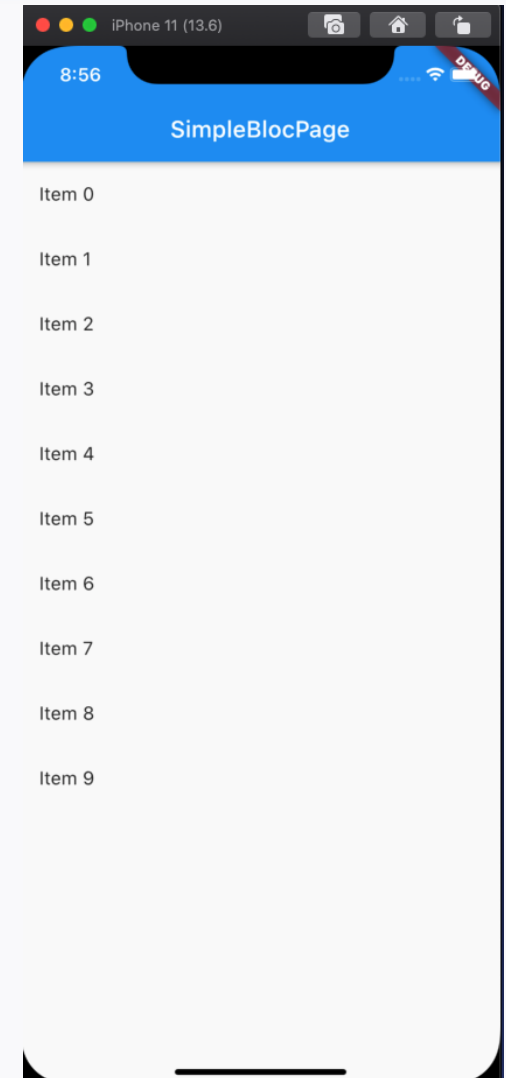 iPhone 11 (13.6)
8:56
DEBUG
SimpleBlocPage
Item 0
Item 1
Item 2
Item 3
Item 4
Item 5
Item 6
Item 7
Item 8
Item 9